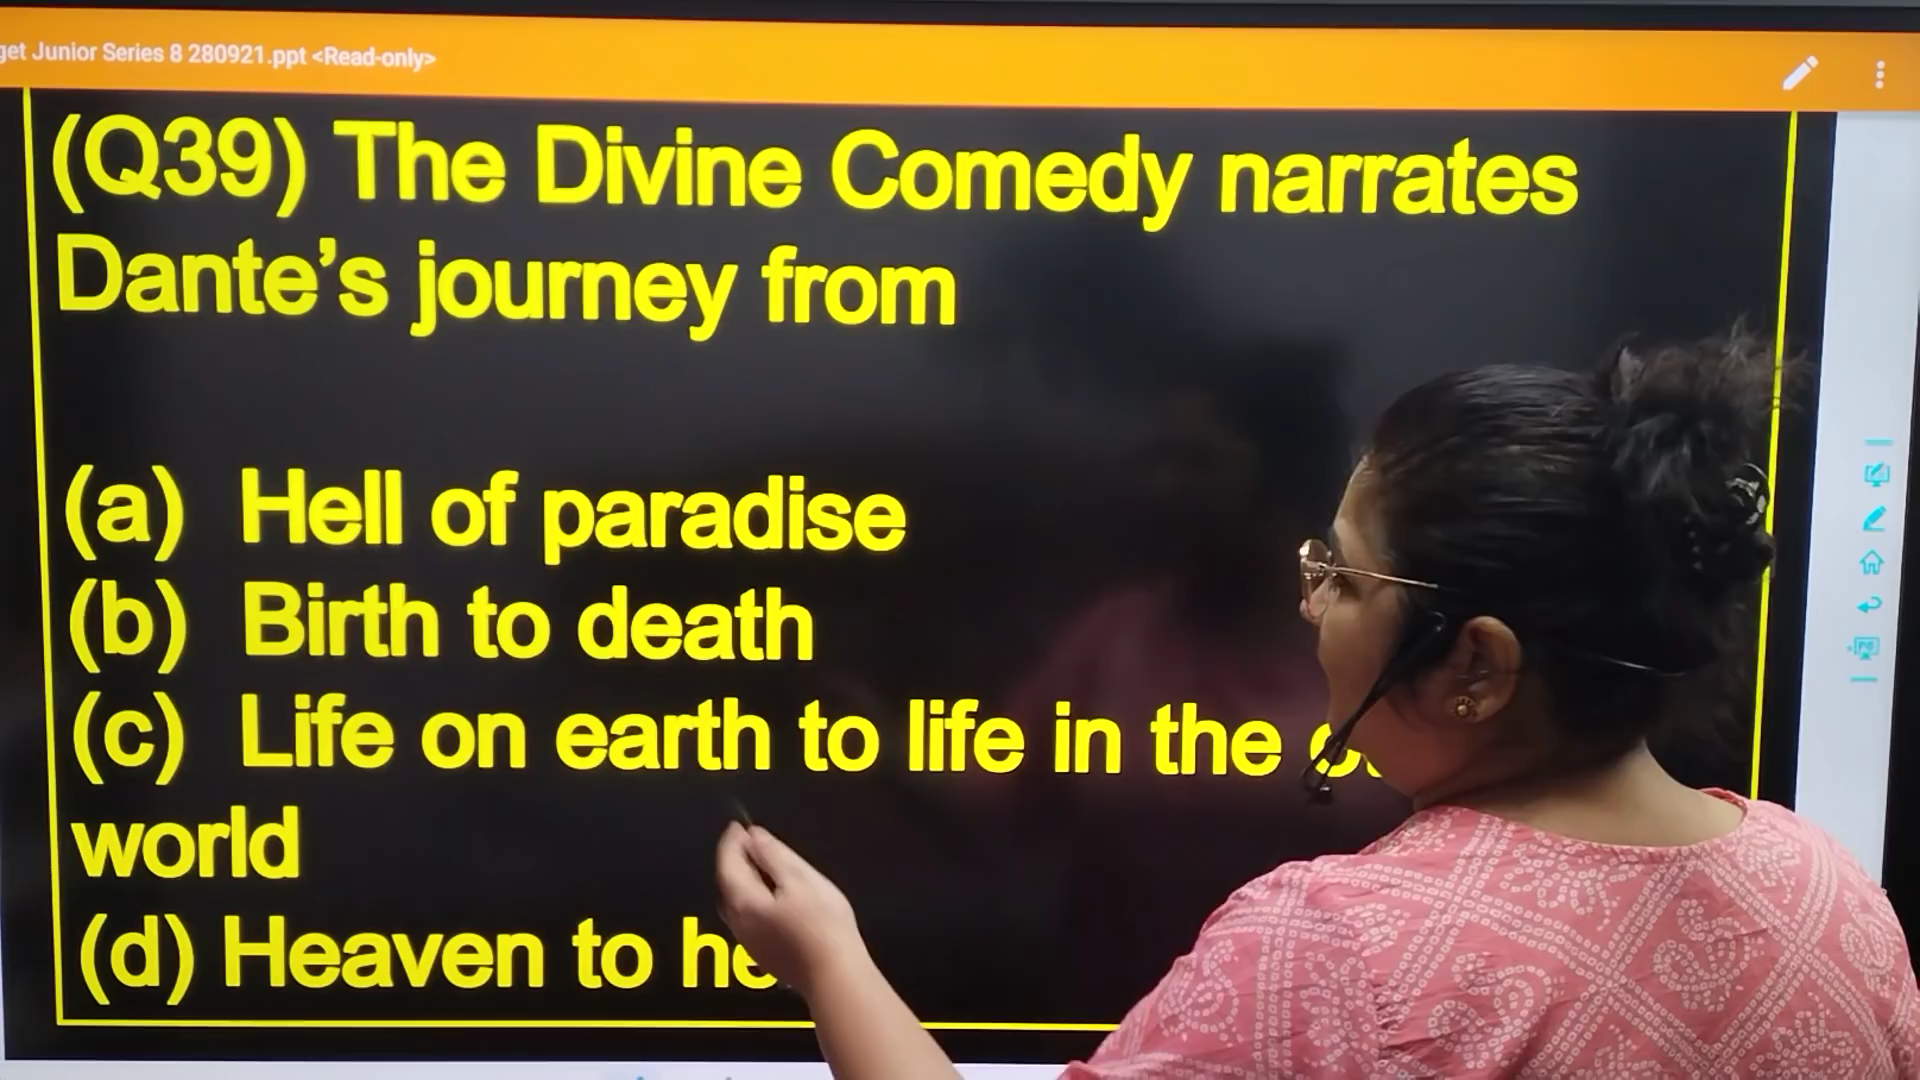 get Junior Series 8 280921.ppt <Read-only>
(Q39) The Divine Comedy narrates
Dante's journey from
(a) Hell of paradise
(b) Birth to death
(c) Life on earth to life in the
world
(d) Heaven to